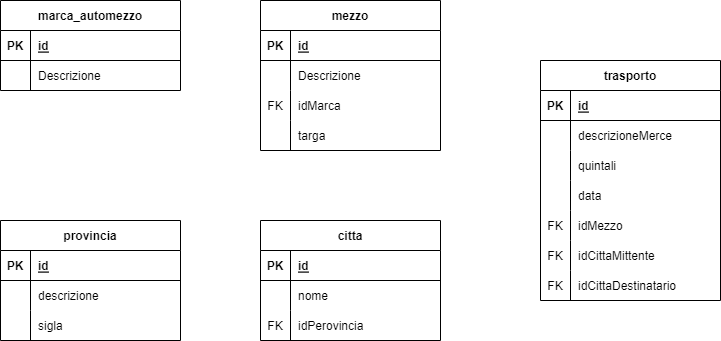 marca_automezzo
PK id
Descrizione
mezzo
PK id
Descrizione
FK idMarca
targa
trasporto
PK id
descrizioneMerce
quintali
data
FK idMezzo
FK idCittaMittente
FK idCittaDestinatario
provincia
PK id
descrizione
sigla
citta
PK id
nome
FK idPerovincia